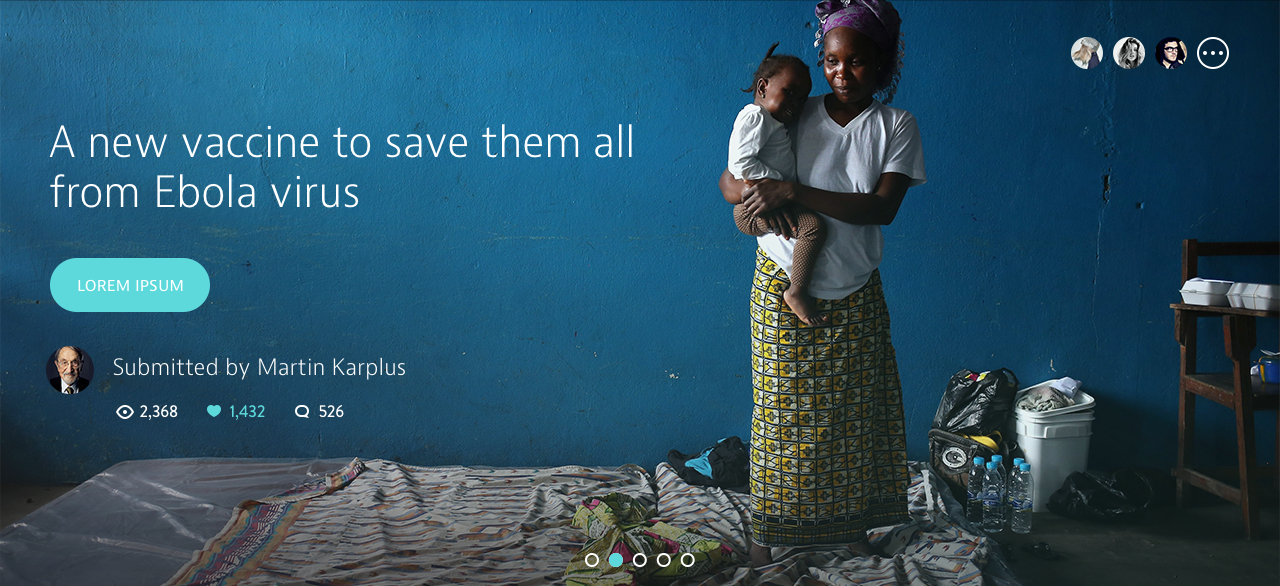 A new vaccine to save them all
from Ebola virus
LOREM IPSUM
Submitted by Martin Karplus
2,368 1,432 526